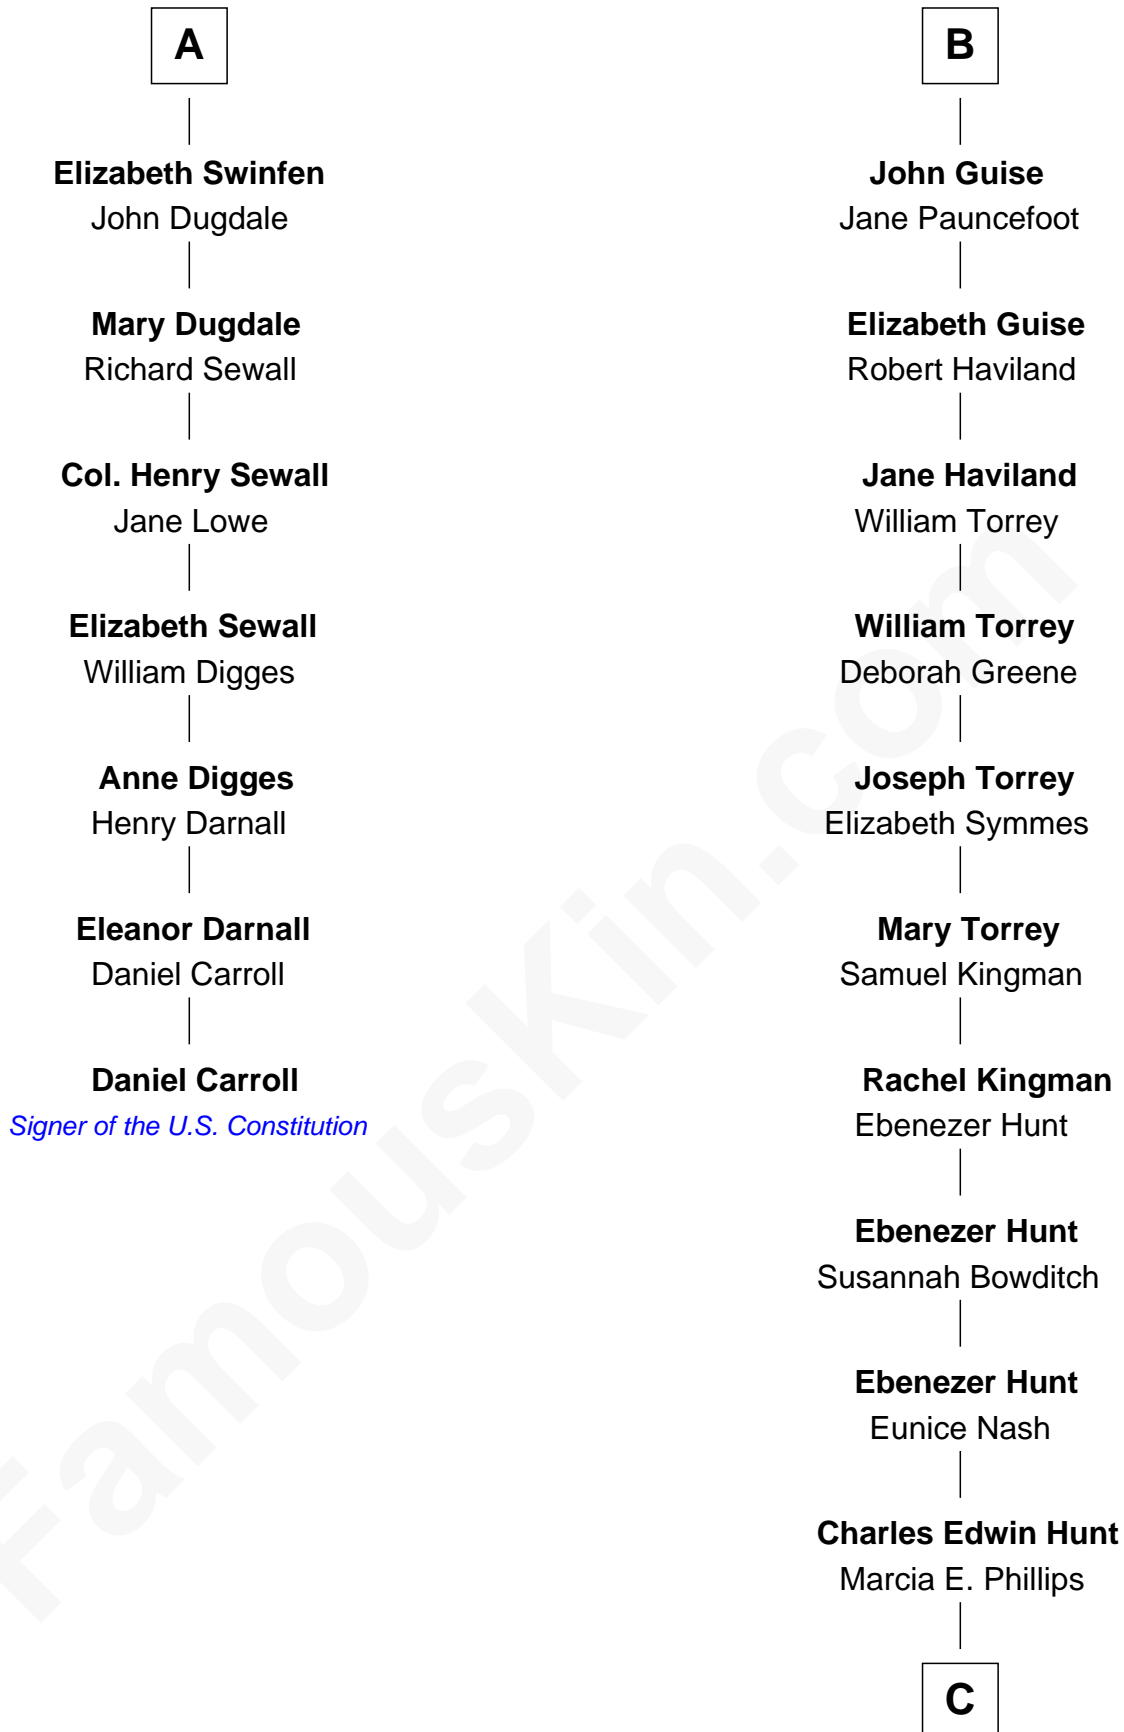 A
Elizabeth Swinfen
John Dugdale
Mary Dugdale
Richard Sewall
Col. Henry Sewall
Jane Lowe
Elizabeth Sewall
William Digges
Anne Digges
Henry Darnall
Eleanor Darnall
Daniel Carroll
Daniel Carroll
Signer of the U.S. Constitution
B
John Guise
Jane Pauncefoot
Elizabeth Guise
Robert Haviland
Jane Haviland
William Torrey
William Torrey
Deborah Greene
Joseph Torrey
Elizabeth Symmes
Mary Torrey
Samuel Kingman
Rachel Kingman
Ebenezer Hunt
Ebenezer Hunt
Susannah Bowditch
Ebenezer Hunt
Eunice Nash
Charles Edwin Hunt
Marcia E. Phillips
C
FamousKin.com